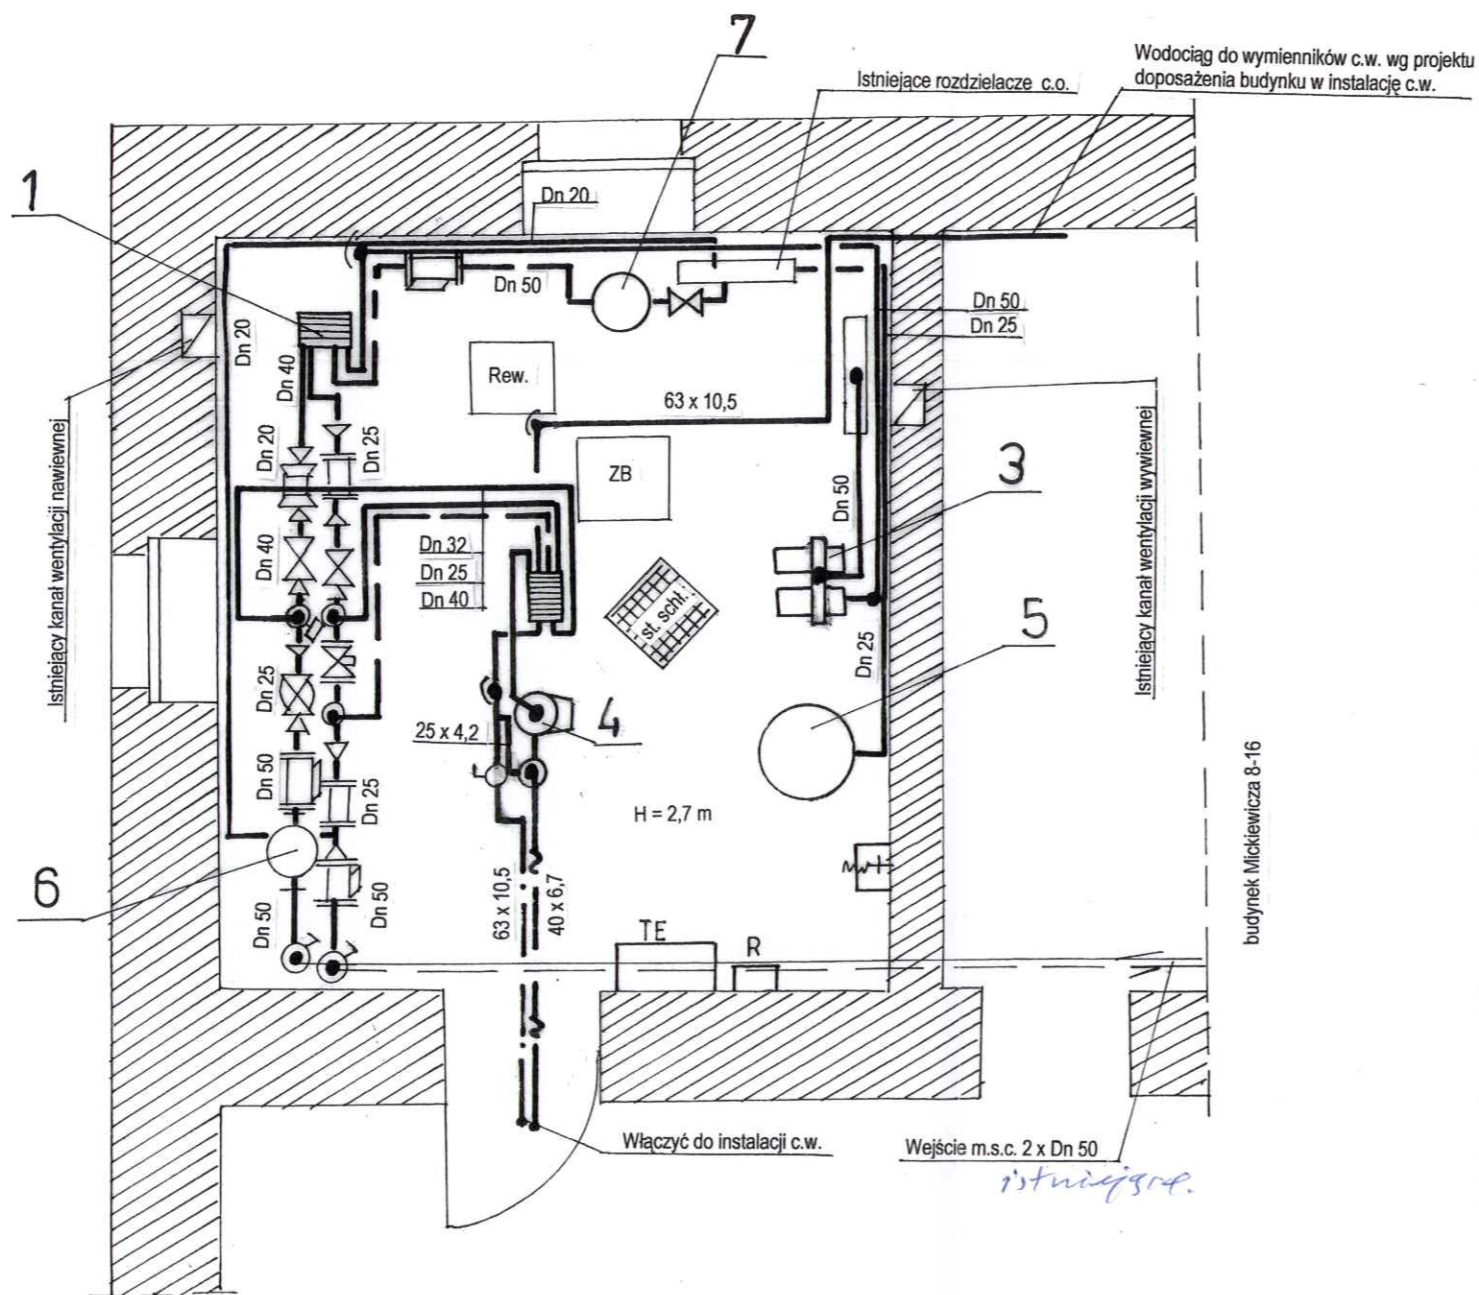 7
Wodociąg do wymienników c.w. wg projektu
doposażenia budynku w instalację c.w.
Istniejące rozdzielacze c.o.
1
Dn 20
Dn 50
Dn 50
Dn 25
Dn 20
Dn 40
Rew.
63 x 10,5
Istniejący kanał wentylacji nawiewnej
Dn 20
Dn 25
ZB
Dn 50
3
Istniejący kanał wentylacji wywiewnej
Dn 40
Dn 32
Dn 25
Dn 40
st. schł.
5
Dn 25
Dn 25
25 x 4,2
4
Dn 50
Dn 25
H = 2,7 m
budynek Mickiewicza 8-16
6
Dn 50
Dn 50
63 x 10,5
40 x 6,7
TE
R
Włączyć do instalacji c.w.
Wejście m.s.c. 2 x Dn 50
istniejące.